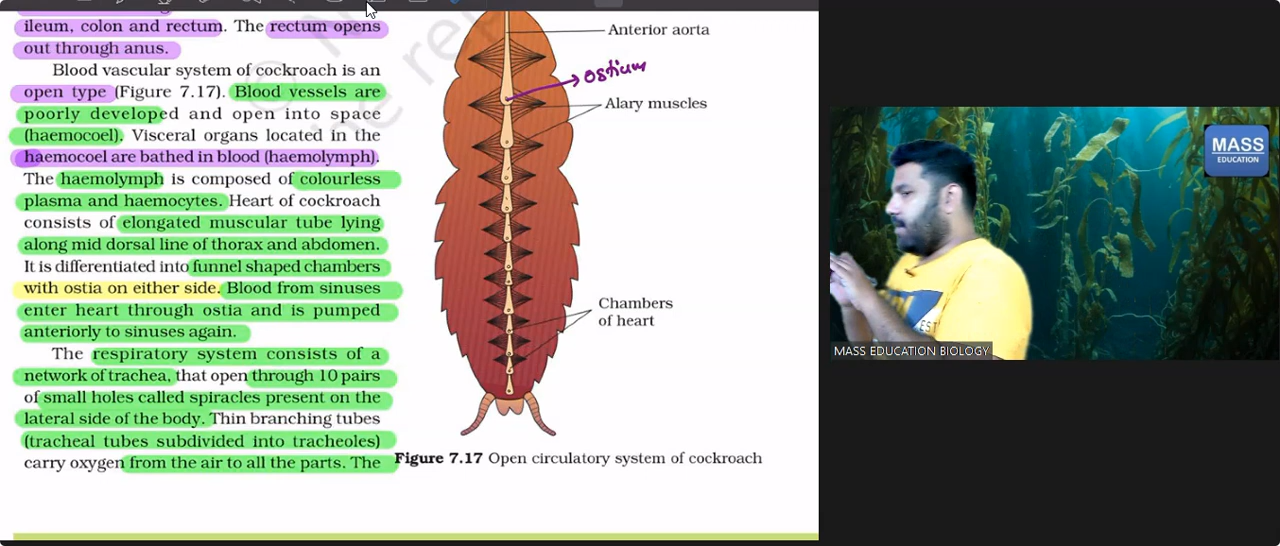 ileum, colon and rectum. The rectum opens
out through anus.
Blood vascular system of cockroach is an
open type (Figure 7.17). Blood vessels are
poorly developed and open into space
(haemocoel). Visceral organs located in the
haemocoel are bathed in blood (haemolymph).
The haemolymph is composed of colourless
plasma and haemocytes. Heart of cockroach
consists of elongated muscular tube lying
along mid dorsal line of thorax and abdomen.
It is differentiated into funnel shaped chambers
with ostia on either side. Blood from sinuses
enter heart through ostia and is pumped
anteriorly to sinuses again.
The respiratory system consists of a
network of trachea, that open through 10 pairs
of small holes called spiracles present on the
lateral side of the body. Thin branching tubes
(tracheal tubes subdivided into tracheoles)
carry oxygen from the air to all the parts. The
Anterior aorta
Ostium
Alary muscles
Chambers
of heart
Figure 7.17 Open circulatory system of cockroach
MASS
EDUCATION
MASS EDUCATION BIOLOGY